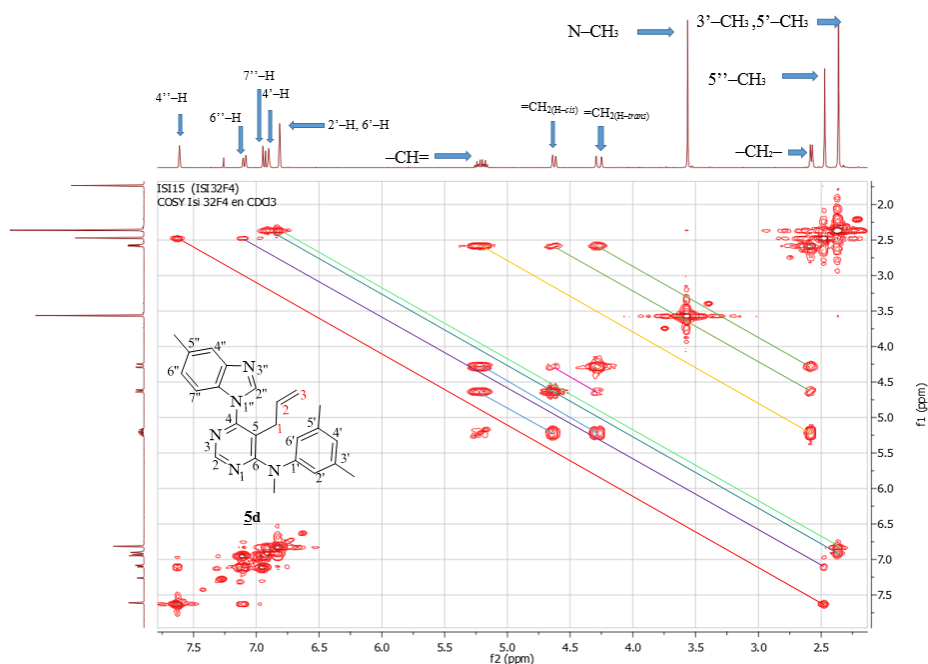 3’–CH3 ,5’–CH3
N–CH3
5’’–CH3
7’’–H
4’’–H
4’–H
6’’–H
2’–H, 6’–H
=CH2(H-cis)
=CH2(H-trans)
–CH=
–CH2–
ISI15 (ISI32F4)
COSY Isi 32F4 en CDCl3
2.0
2.5
3.0
3.5
4.0
4.5
5.0
5.5
6.0
6.5
7.0
7.5
f1 (ppm)
5"
4"
6"
N3"
7"
2"
N
1"
3
2
4
5
1
5'
4'
6'
N
3
3'
2
N
1
6
N
1'
2'
5d
7.5 7.0 6.5 6.0 5.5 5.0 4.5 4.0 3.5 3.0 2.5
f2 (ppm)